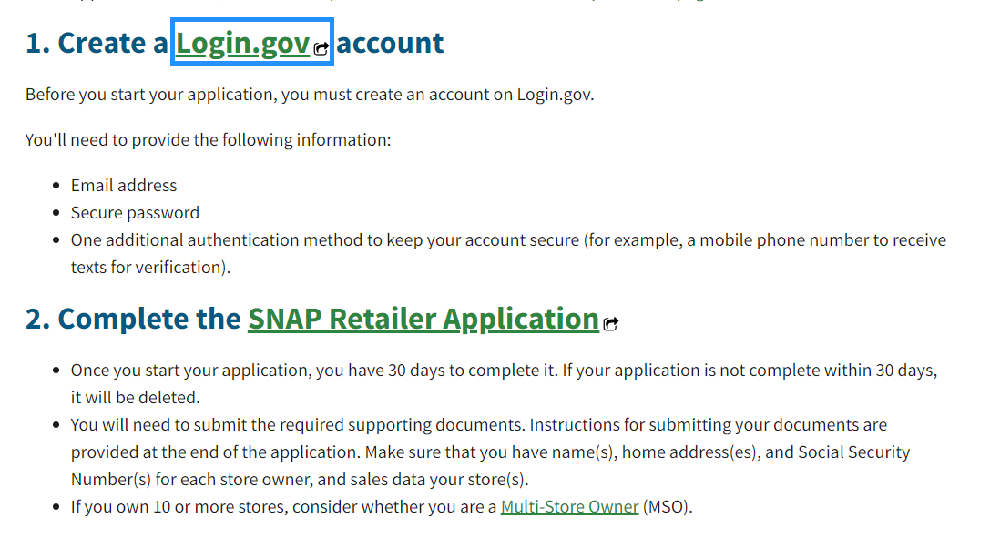 1. Create a Login.gov account
Before you start your application, you must create an account on Login.gov.
You'll need to provide the following information:
• Email address
• Secure password
• One additional authentication method to keep your account secure (for example, a mobile phone number to receive
texts for verification).
2. Complete the SNAP Retailer Application
• Once you start your application, you have 30 days to complete it. If your application is not complete within 30 days,
it will be deleted.
• You will need to submit the required supporting documents. Instructions for submitting your documents are
provided at the end of the application. Make sure that you have name(s), home address(es), and Social Security
Number(s) for each store owner, and sales data your store(s).
• If you own 10 or more stores, consider whether you are a Multi-Store Owner (MSO).